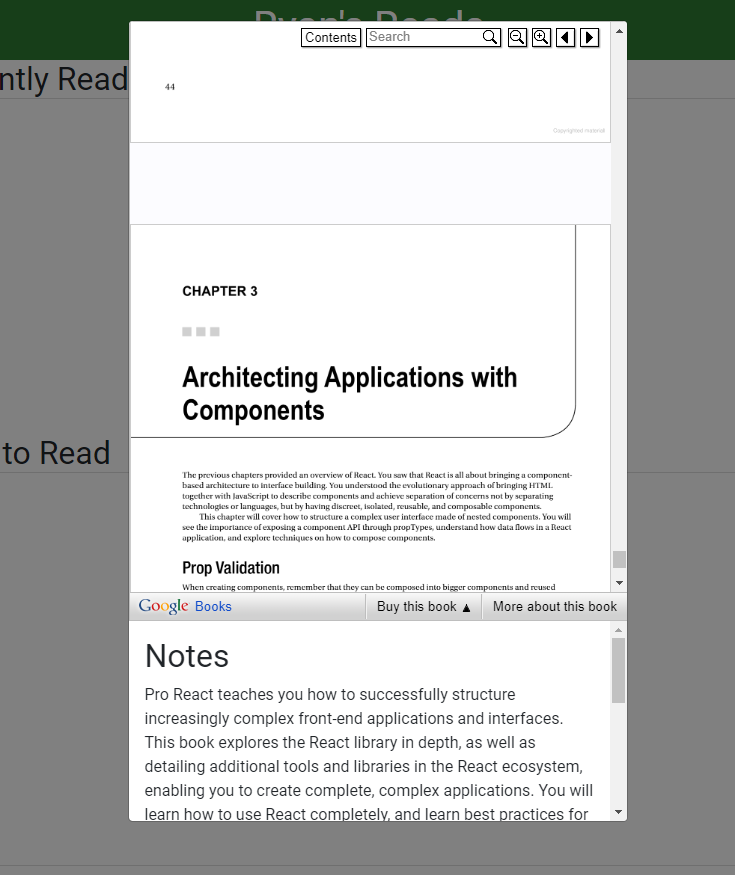 Ryan's Reads
Contents
Search
ntly Read
44
Copyrighted material
CHAPTER 3
Architecting Applications with
Components
to Read
The previous chapters provided an overview of React. You saw that React is all about bringing a component-
based architecture to interface building. You understood the evolutionary approach of bringing HTML
together with JavaScript to describe components and achieve separation of concerns not by separating
technologies or languages, but by having discreet, isolated, reusable, and composable components.
This chapter will cover how to structure a complex user interface made of nested components. You will
see the importance of exposing a component API through propTypes, understand how data flows in a React
application, and explore techniques on how to compose components.
Prop Validation
When creating components, remember that they can be composed into bigger components and reused
Google Books
Buy this book ▲
More about this book
Notes
Pro React teaches you how to successfully structure
increasingly complex front-end applications and interfaces.
This book explores the React library in depth, as well as
detailing additional tools and libraries in the React ecosystem,
enabling you to create complete, complex applications. You will
learn how to use React completely, and learn best practices for